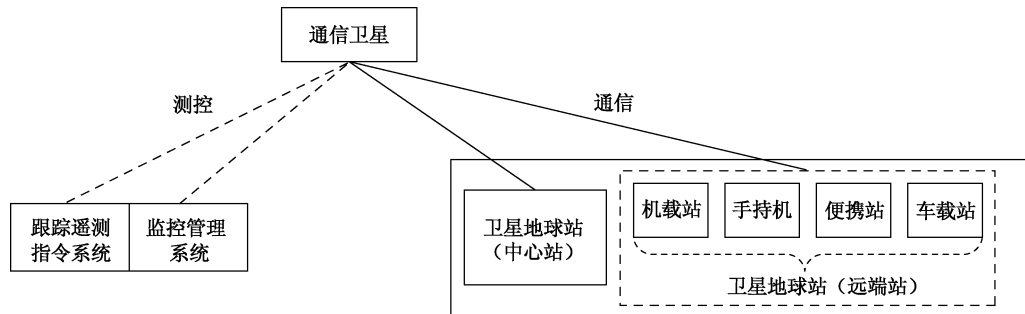 通信卫星
测控
通信
跟踪遥测
指令系统
监控管理
系统
卫星地球站
（中心站）
机载站
手持机
便携站
车载站
卫星地球站（远端站）